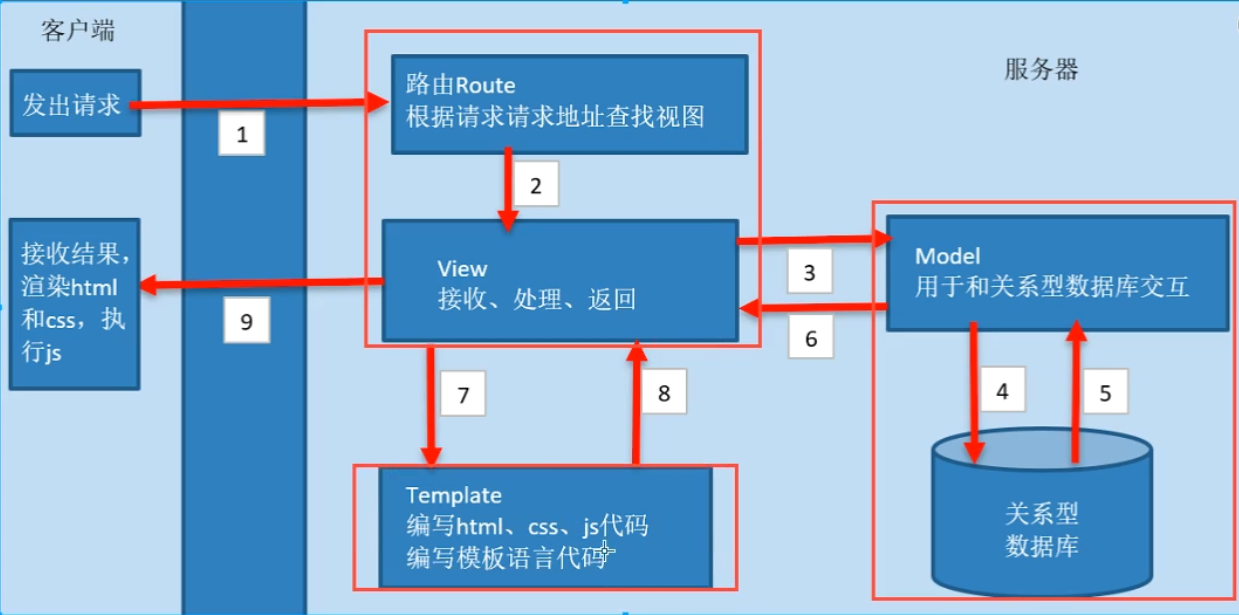 客户端
服务器
发出请求
1
路由Route
根据请求请求地址查找视图
2
接收结果，
渲染html
和css，执
行js
9
View
接收、处理、返回
3
6
Model
用于和关系型数据库交互
7
8
4
5
Template
编写html、css、js代码
编写模板语言代码
关系型
数据库